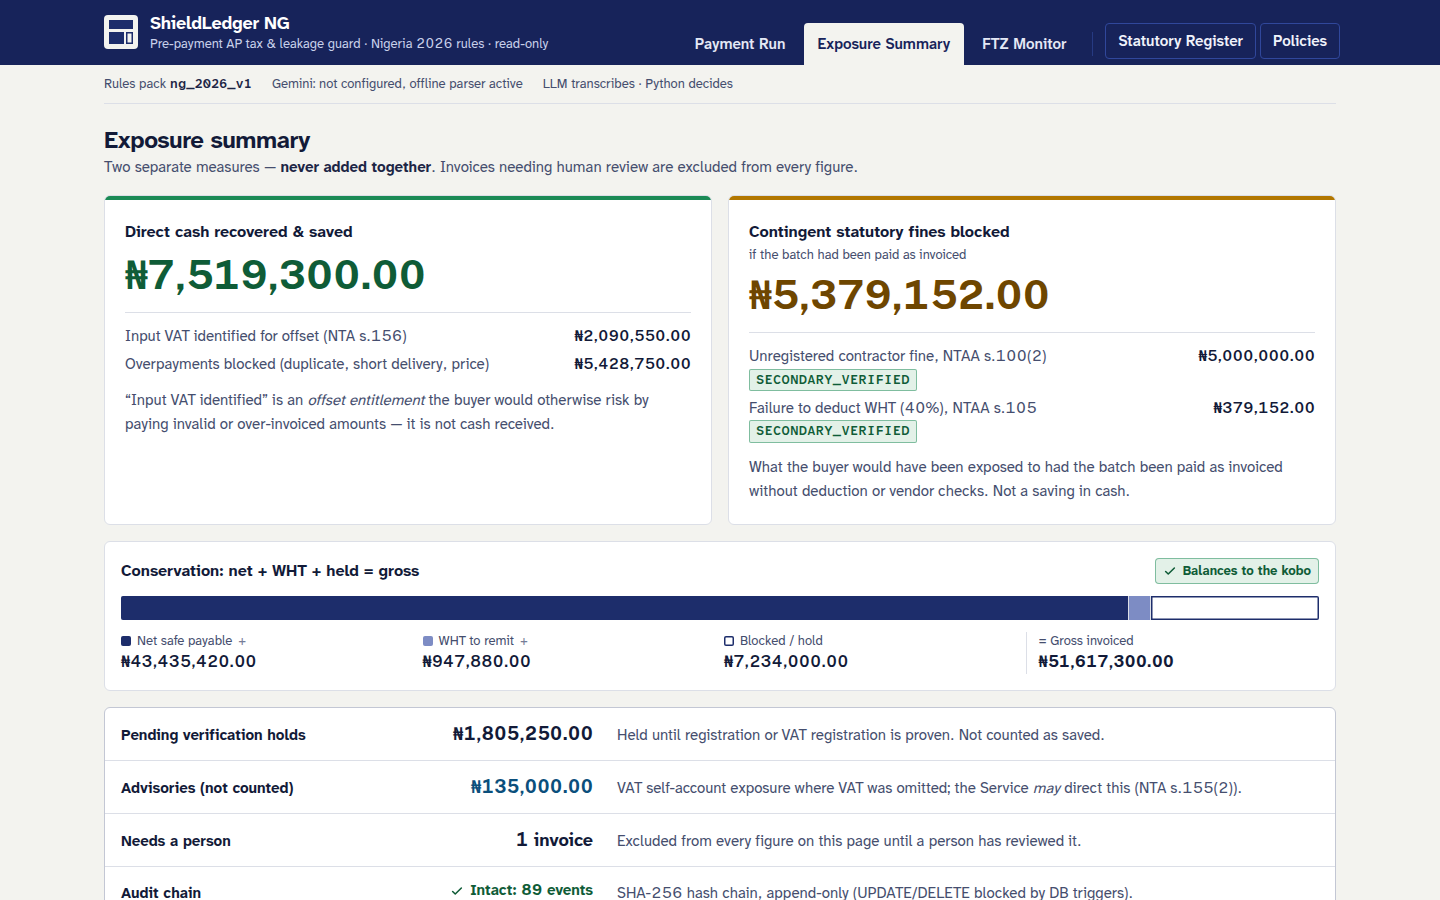 ShieldLedger NG
Pre-payment AP tax & leakage guard · Nigeria 2026 rules · read-only
Payment Run
Exposure Summary
FTZ Monitor
Statutory Register
Policies
Rules pack ng_2026_v1
Gemini: not configured, offline parser active
LLM transcribes · Python decides
Exposure summary
Two separate measures — never added together. Invoices needing human review are excluded from every figure.
Direct cash recovered & saved
₦7,519,300.00
Input VAT identified for offset (NTA s.156) ₦2,090,550.00
Overpayments blocked (duplicate, short delivery, price) ₦5,428,750.00
“Input VAT identified” is an offset entitlement the buyer would otherwise risk by
paying invalid or over-invoiced amounts — it is not cash received.
Contingent statutory fines blocked
if the batch had been paid as invoiced
₦5,379,152.00
Unregistered contractor fine, NTAA s.100(2) ₦5,000,000.00
SECONDARY_VERIFIED
Failure to deduct WHT (40%), NTAA s.105 ₦379,152.00
SECONDARY_VERIFIED
What the buyer would have been exposed to had the batch been paid as invoiced
without deduction or vendor checks. Not a saving in cash.
Conservation: net + WHT + held = gross
✓ Balances to the kobo
Net safe payable +
₦43,435,420.00
WHT to remit +
₦947,880.00
Blocked / hold
₦7,234,000.00
= Gross invoiced
₦51,617,300.00
Pending verification holds ₦1,805,250.00 Held until registration or VAT registration is proven. Not counted as saved.
Advisories (not counted) ₦135,000.00 VAT self-account exposure where VAT was omitted; the Service may direct this (NTA s.155(2)).
Needs a person 1 invoice Excluded from every figure on this page until a person has reviewed it.
Audit chain ✓ Intact: 89 events SHA-256 hash chain, append-only (UPDATE/DELETE blocked by DB triggers).